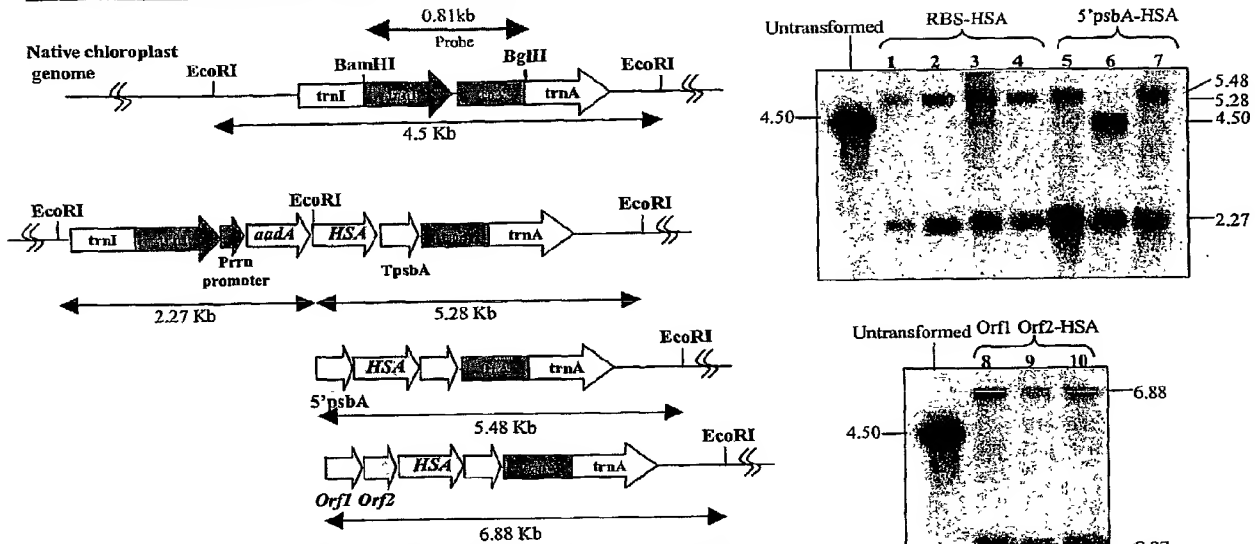 0.81kb
Probe
Native chloroplast
genome
EcoRI
BamHI
BglII
EcoRI
trnI
trnA
4.5 Kb
EcoRI
EcoRI
EcoRI
trnI
aadA
HSA
trnA
Prrn
promoter
TpsbA
2.27 Kb
5.28 Kb
EcoRI
HSA
trnA
5'psbA
5.48 Kb
EcoRI
HSA
trnA
Orf1 Orf2
6.88 Kb
Untransformed
RBS-HSA
5'psbA-HSA
1 2 3 4 5 6 7
4.50
5.48
5.28
4.50
2.27
Untransformed
Orf1 Orf2-HSA
8 9 10
6.88
4.50